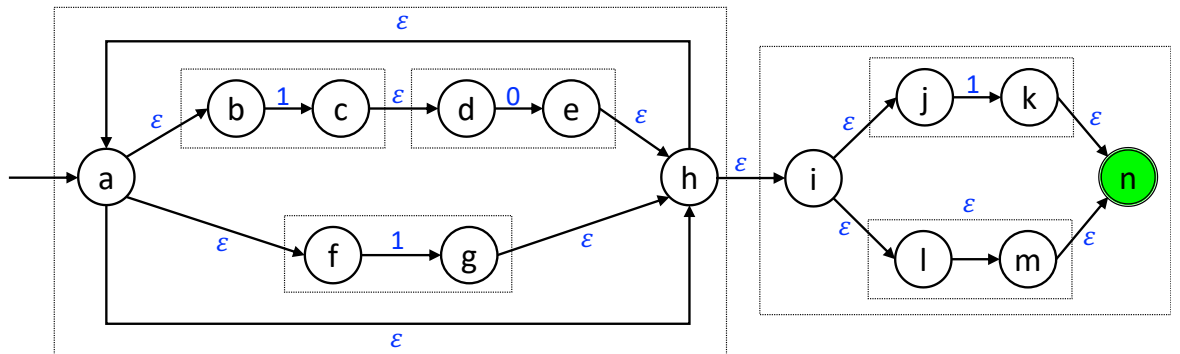 ε
b 1 c ε d 0 e
j 1 k
ε ε ε ε
a h ε i n
ε f 1 g ε
ε ε ε
l m
ε